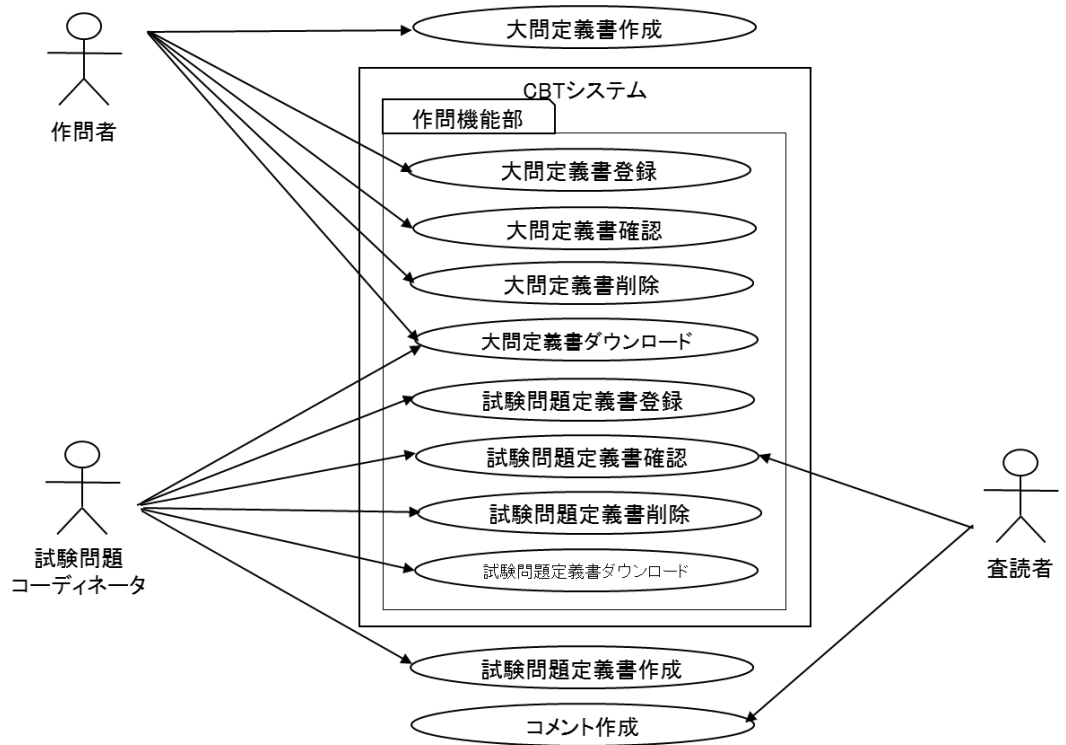 大問定義書作成
CBTシステム
作問機能部
作問者
大問定義書登録
大問定義書確認
大問定義書削除
大問定義書ダウンロード
試験問題定義書登録
試験問題定義書確認
試験問題定義書削除
試験問題定義書ダウンロード
試験問題
コーディネータ
査読者
試験問題定義書作成
コメント作成